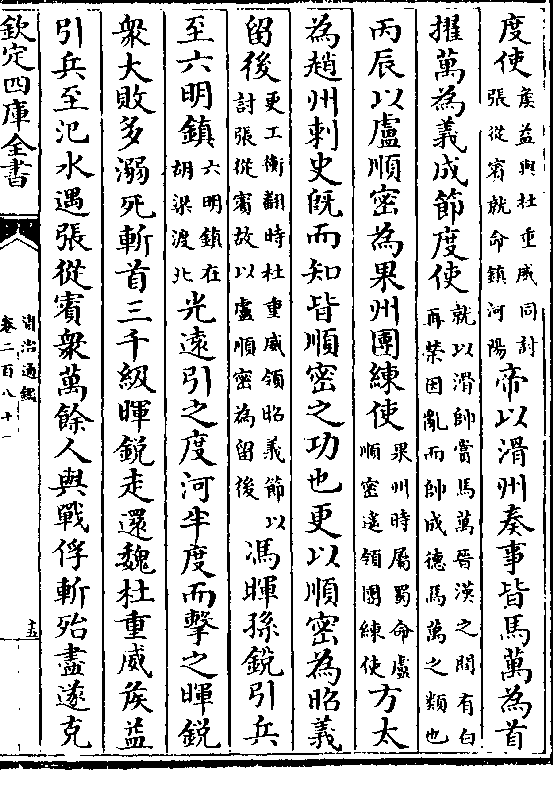 度使侯益與杜重威同討
張從賓就命鎮河陽帝以滑州奏事皆馬萬為首
擢萬為義成節度使就以滑帥賞馬萬晉漢之間有白
再榮因亂而帥成德馬萬之類也
丙辰以盧順密為果州團練使果州時屬蜀命盧
順密遥領團練使方太
為趙州刺史既而知皆順密之功也更以順密為昭義
留後更工衡翻時杜重威領昭義節以
討張從賓故以盧順密為留後馮暉孫銳引兵
至六明鎮六明鎮在
胡梁渡北光遠引之度河半度而擊之暉銳
衆大敗多溺死斬首三千級暉銳走還魏杜重威侯益
引兵至汜水遇張從賓衆萬餘人與戰俘斬殆盡遂克
欽定四庫全書
資治通鑑
卷二百八十一
十五